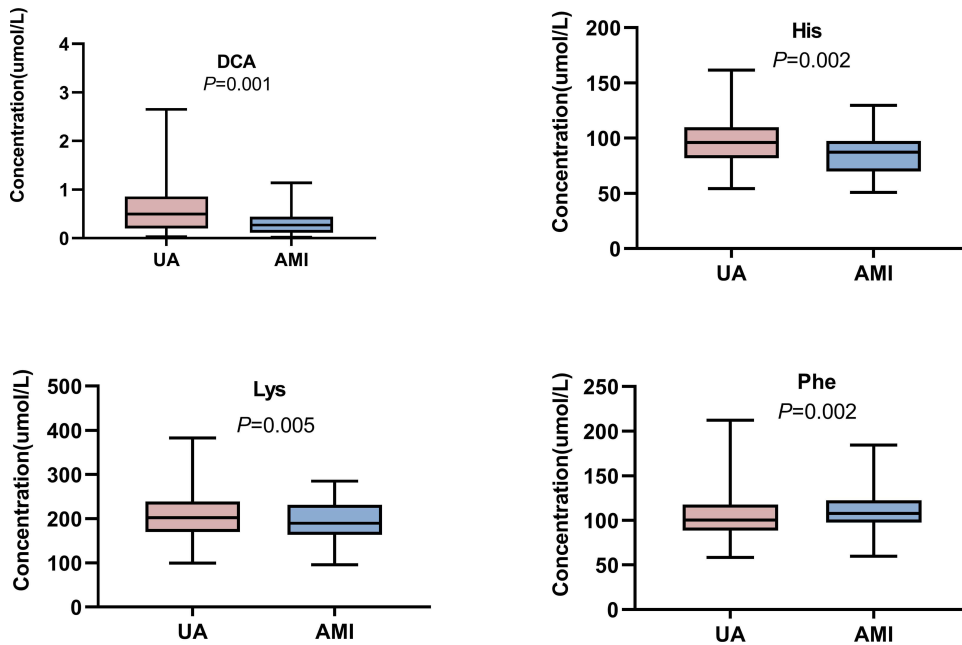 Concentration(umol/L)
DCA
P=0.001
4
3
2
1
0
UA AMI
Concentration(umol/L)
His
P=0.002
200
150
100
50
0
UA AMI
Concentration(umol/L)
Lys
P=0.005
500
400
300
200
100
0
UA AMI
Concentration(umol/L)
Phe
P=0.002
250
200
150
100
50
0
UA AMI